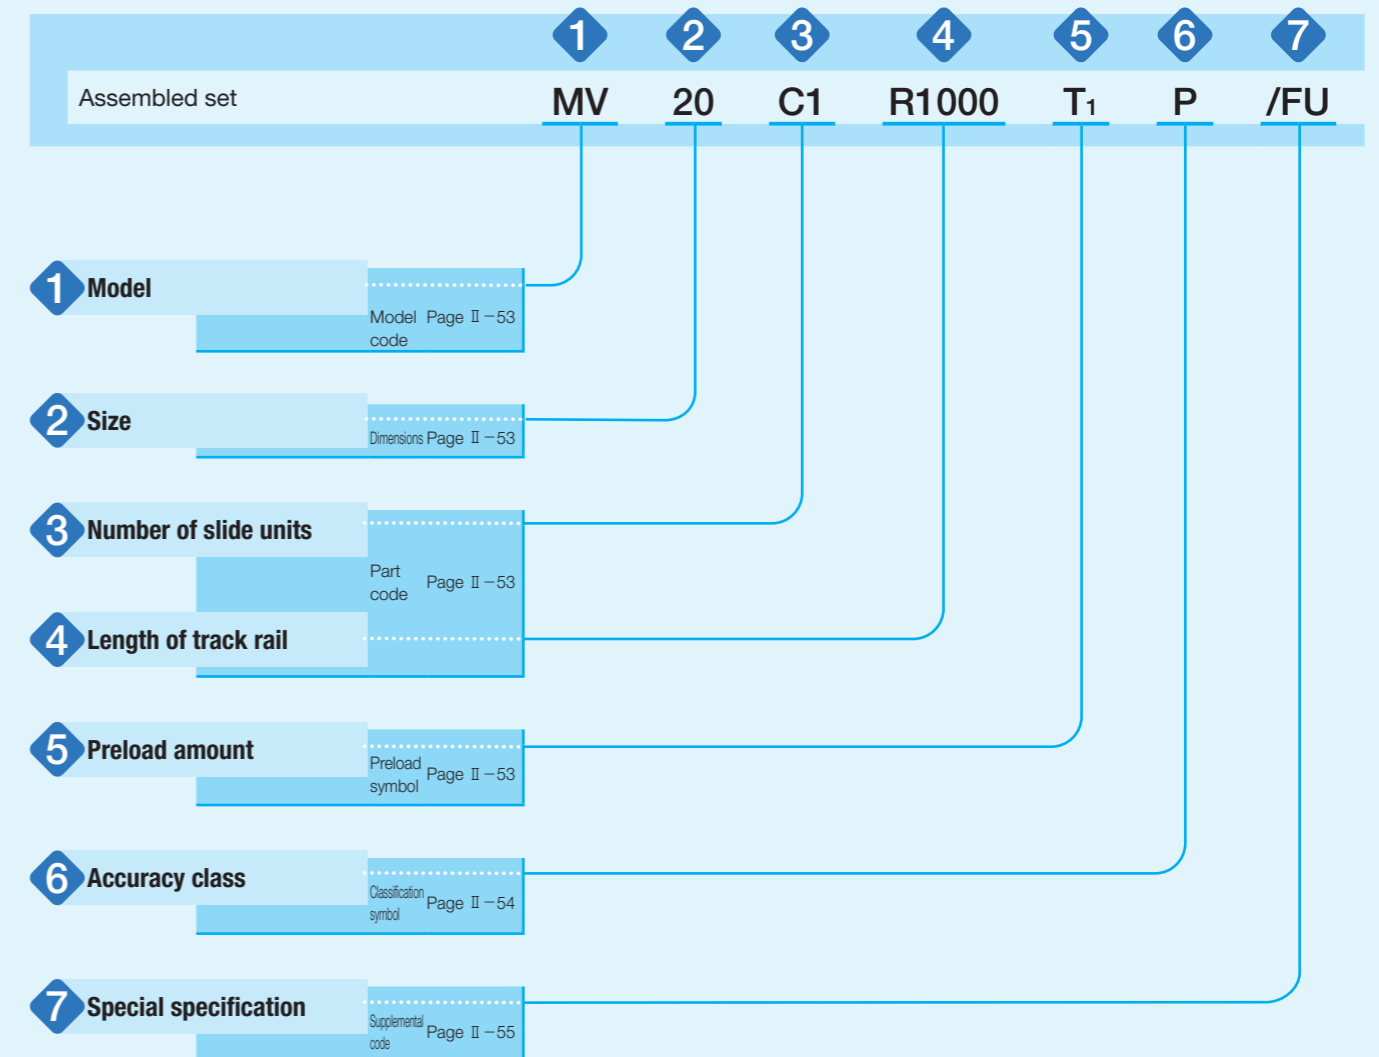 1 2 3 4 5 6 7
Assembled set MV 20 C1 R1000 T1 P /FU
1 Model
Model code Page Ⅱ-53
2 Size
Dimensions Page Ⅱ-53
3 Number of slide units
Part code Page Ⅱ-53
4 Length of track rail
5 Preload amount
Preload symbol Page Ⅱ-53
6 Accuracy class
Classification symbol Page Ⅱ-54
7 Special specification
Supplemental code Page Ⅱ-55